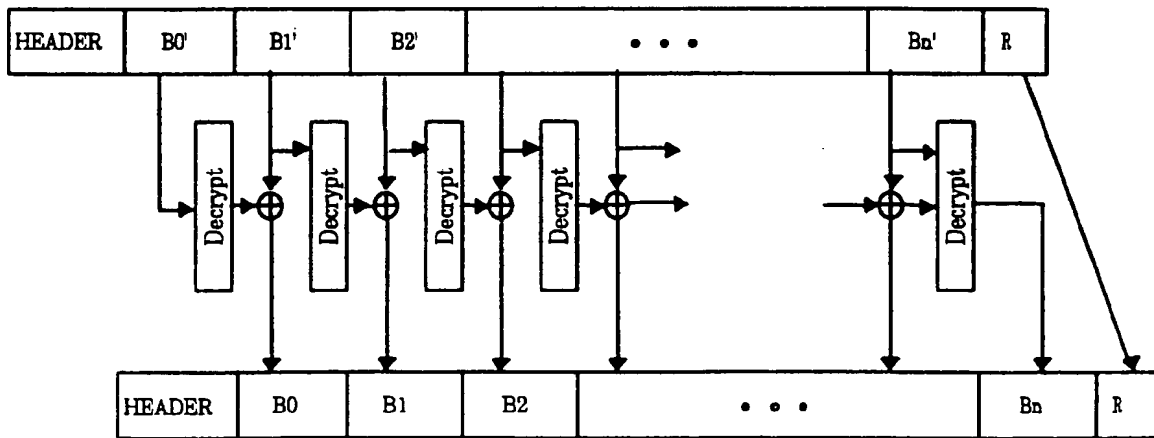 HEADER B0' B1' B2' • • • Bn' R
Decrypt Decrypt Decrypt Decrypt Decrypt
HEADER B0 B1 B2 • • • Bn R